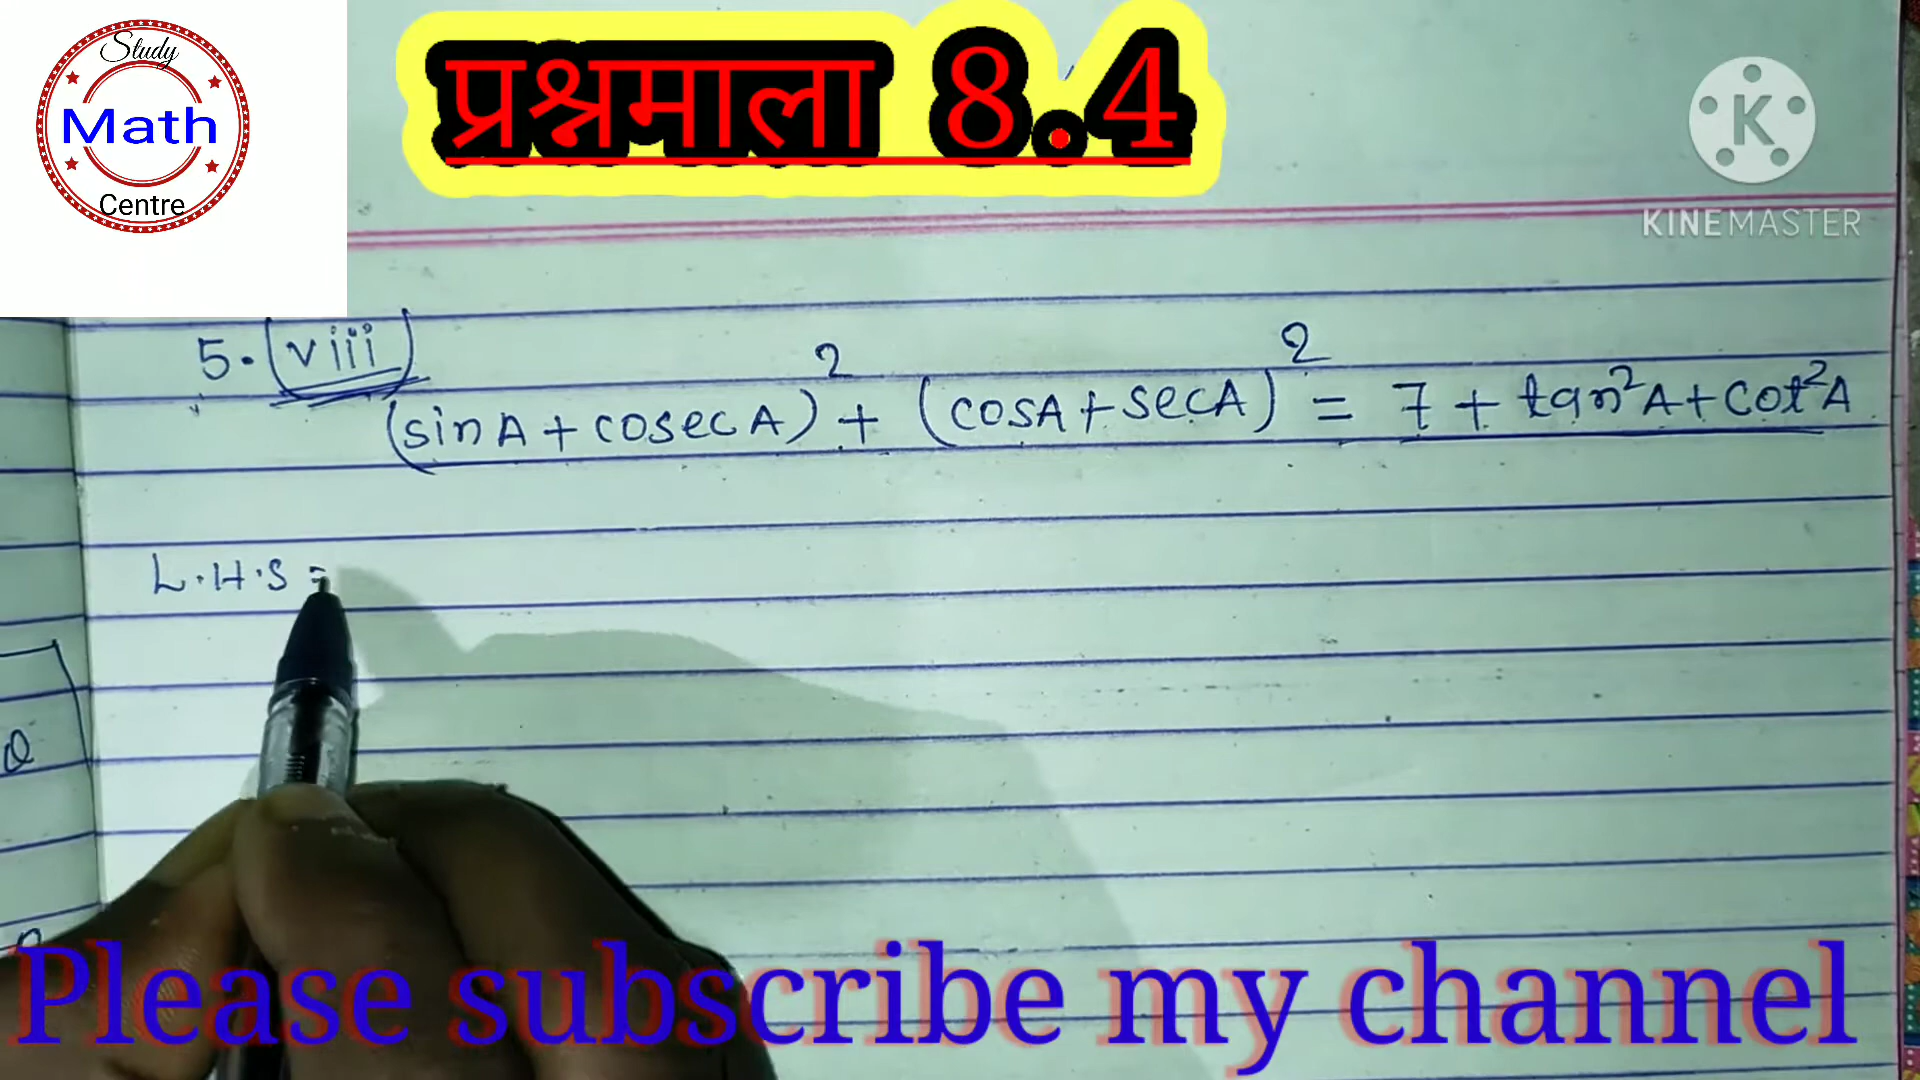 Study
Math
Centre
प्रश्नमाला 8.4
K
KINEMASTER
5. (viii)
(sinA + cosecA)² + (cosA + secA)² = 7 + tan²A + cot²A
L.H.S =
Q
Please subscribe my channel